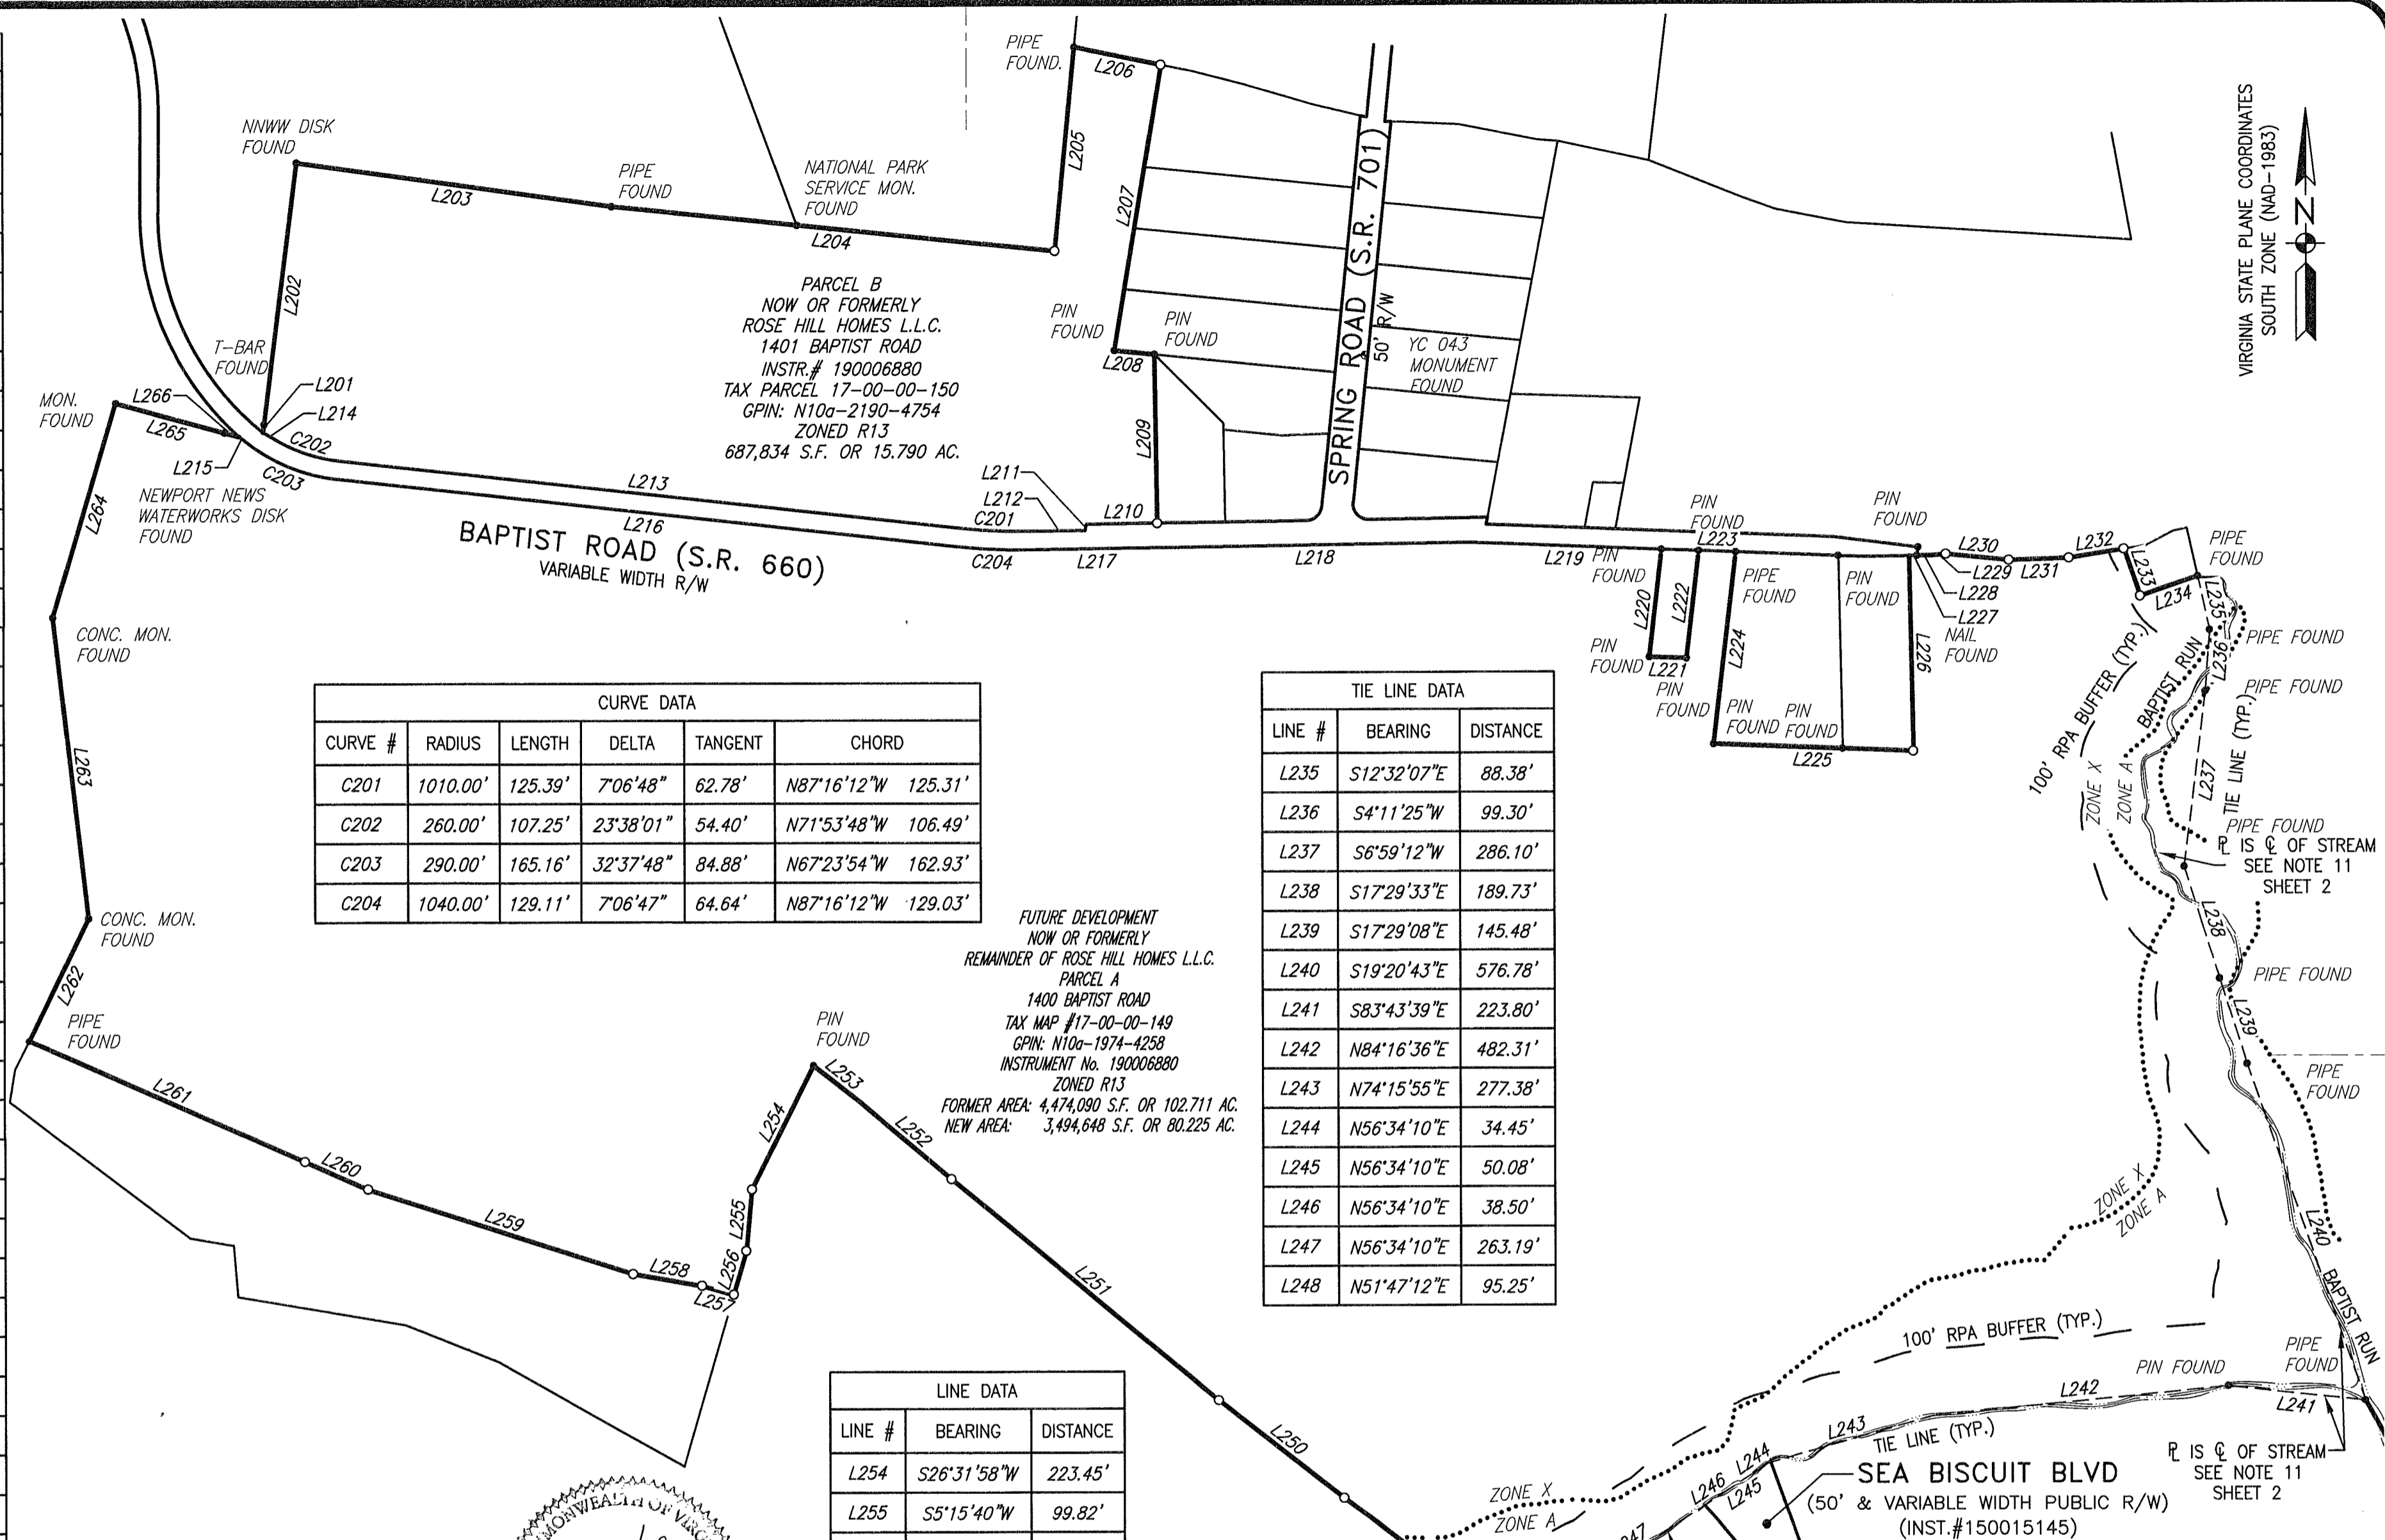 PIPE
FOUND.
L206
NNWW DISK
FOUND
PIPE
FOUND
L203
NATIONAL PARK
SERVICE MON.
FOUND
L204
L205
L207
L202
VIRGINIA STATE PLANE COORDINATES
SOUTH ZONE (NAD-1983)
N
SPRING ROAD (S.R. 701)
50' R/W
YC 043
MONUMENT
FOUND
PARCEL B
NOW OR FORMERLY
ROSE HILL HOMES L.L.C.
1401 BAPTIST ROAD
INSTR.# 190006880
TAX PARCEL 17-00-00-150
GPIN: N10a-2190-4754
ZONED R13
687,834 S.F. OR 15.790 AC.
PIN
FOUND
PIN
FOUND
L208
L209
T-BAR
FOUND
L201
L214
MON.
FOUND
L266
L265
L215
C202
C203
NEWPORT NEWS
WATERWORKS DISK
FOUND
L264
L213
L216
BAPTIST ROAD (S.R. 660)
VARIABLE WIDTH R/W
L211
L212
C201
L210
C204
L217
L218
L219
PIN
FOUND
PIN
FOUND
L223
PIN
FOUND
PIPE
FOUND
PIN
FOUND
L220
L222
PIN
FOUND
L221
PIN
FOUND
L224
PIN
FOUND
PIN
FOUND
L225
L226
L230
L229
L231
L228
L227
NAIL
FOUND
L232
L233
L234
PIPE
FOUND
L235
PIPE FOUND
L236
PIPE FOUND
100' RPA BUFFER (TYP.)
BAPTIST RUN
L237
TIE LINE (TYP.)
ZONE X
ZONE A
PIPE FOUND
PL IS CL OF STREAM
SEE NOTE 11
SHEET 2
L238
PIPE FOUND
L239
PIPE
FOUND
CONC. MON.
FOUND
L263
CONC. MON.
FOUND
L262
PIPE
FOUND
CURVE DATA
CURVE # RADIUS LENGTH DELTA TANGENT CHORD
C201 1010.00' 125.39' 7°06'48" 62.78' N87°16'12"W 125.31'
C202 260.00' 107.25' 23°38'01" 54.40' N71°53'48"W 106.49'
C203 290.00' 165.16' 32°37'48" 84.88' N67°23'54"W 162.93'
C204 1040.00' 129.11' 7°06'47" 64.64' N87°16'12"W 129.03'
TIE LINE DATA
LINE # BEARING DISTANCE
L235 S12°32'07"E 88.38'
L236 S4°11'25"W 99.30'
L237 S6°59'12"W 286.10'
L238 S17°29'33"E 189.73'
L239 S17°29'08"E 145.48'
L240 S19°20'43"E 576.78'
L241 S83°43'39"E 223.80'
L242 N84°16'36"E 482.31'
L243 N74°15'55"E 277.38'
L244 N56°34'10"E 34.45'
L245 N56°34'10"E 50.08'
L246 N56°34'10"E 38.50'
L247 N56°34'10"E 263.19'
L248 N51°47'12"E 95.25'
FUTURE DEVELOPMENT
NOW OR FORMERLY
REMAINDER OF ROSE HILL HOMES L.L.C.
PARCEL A
1400 BAPTIST ROAD
TAX MAP #17-00-00-149
GPIN: N10a-1974-4258
INSTRUMENT No. 190006880
ZONED R13
FORMER AREA: 4,474,090 S.F. OR 102.711 AC.
NEW AREA: 3,494,648 S.F. OR 80.225 AC.
PIN
FOUND
L253
L252
L254
L261
L260
L259
L258
L257
L256
L255
L251
L250
LINE DATA
LINE # BEARING DISTANCE
L254 S26°31'58"W 223.45'
L255 S5°15'40"W 99.82'
ZONE X
ZONE A
L240
BAPTIST RUN
100' RPA BUFFER (TYP.)
PIN FOUND
PIPE
FOUND
L242
L241
L243
TIE LINE (TYP.)
L244
L246
L245
L247
PL IS CL OF STREAM
SEE NOTE 11
SHEET 2
SEA BISCUIT BLVD
(50' & VARIABLE WIDTH PUBLIC R/W)
(INST.#150015145)
ZONE X
ZONE A